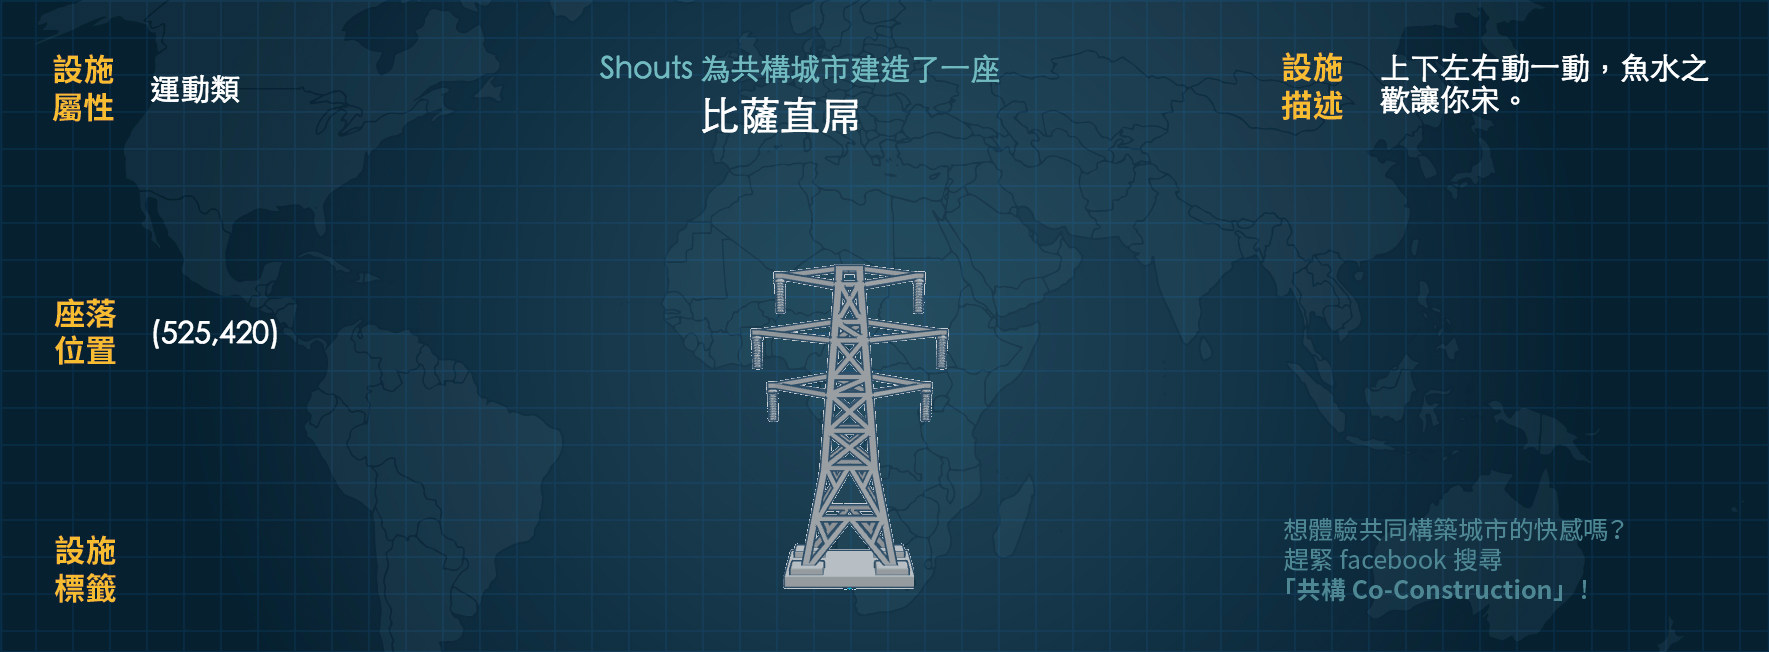 設施
屬性
運動類
Shouts 為共構城市建造了一座
比薩直屌
設施
描述
上下左右動一動，魚水之
歡讓你宋。
座落
位置
(525,420)
設施
標籤
想體驗共同構築城市的快感嗎？
趕緊 facebook 搜尋
「共構 Co-Construction」！